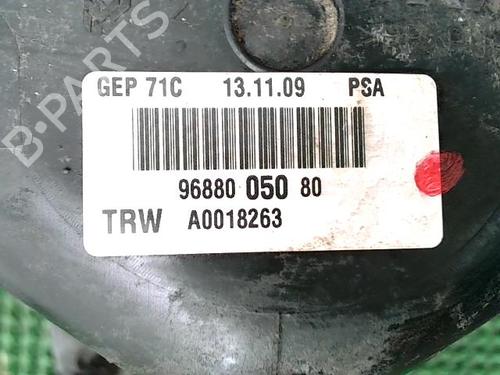 B-PARTS
GEP 71C 13.11.09 PSA
96880 050 80
TRW A0018263